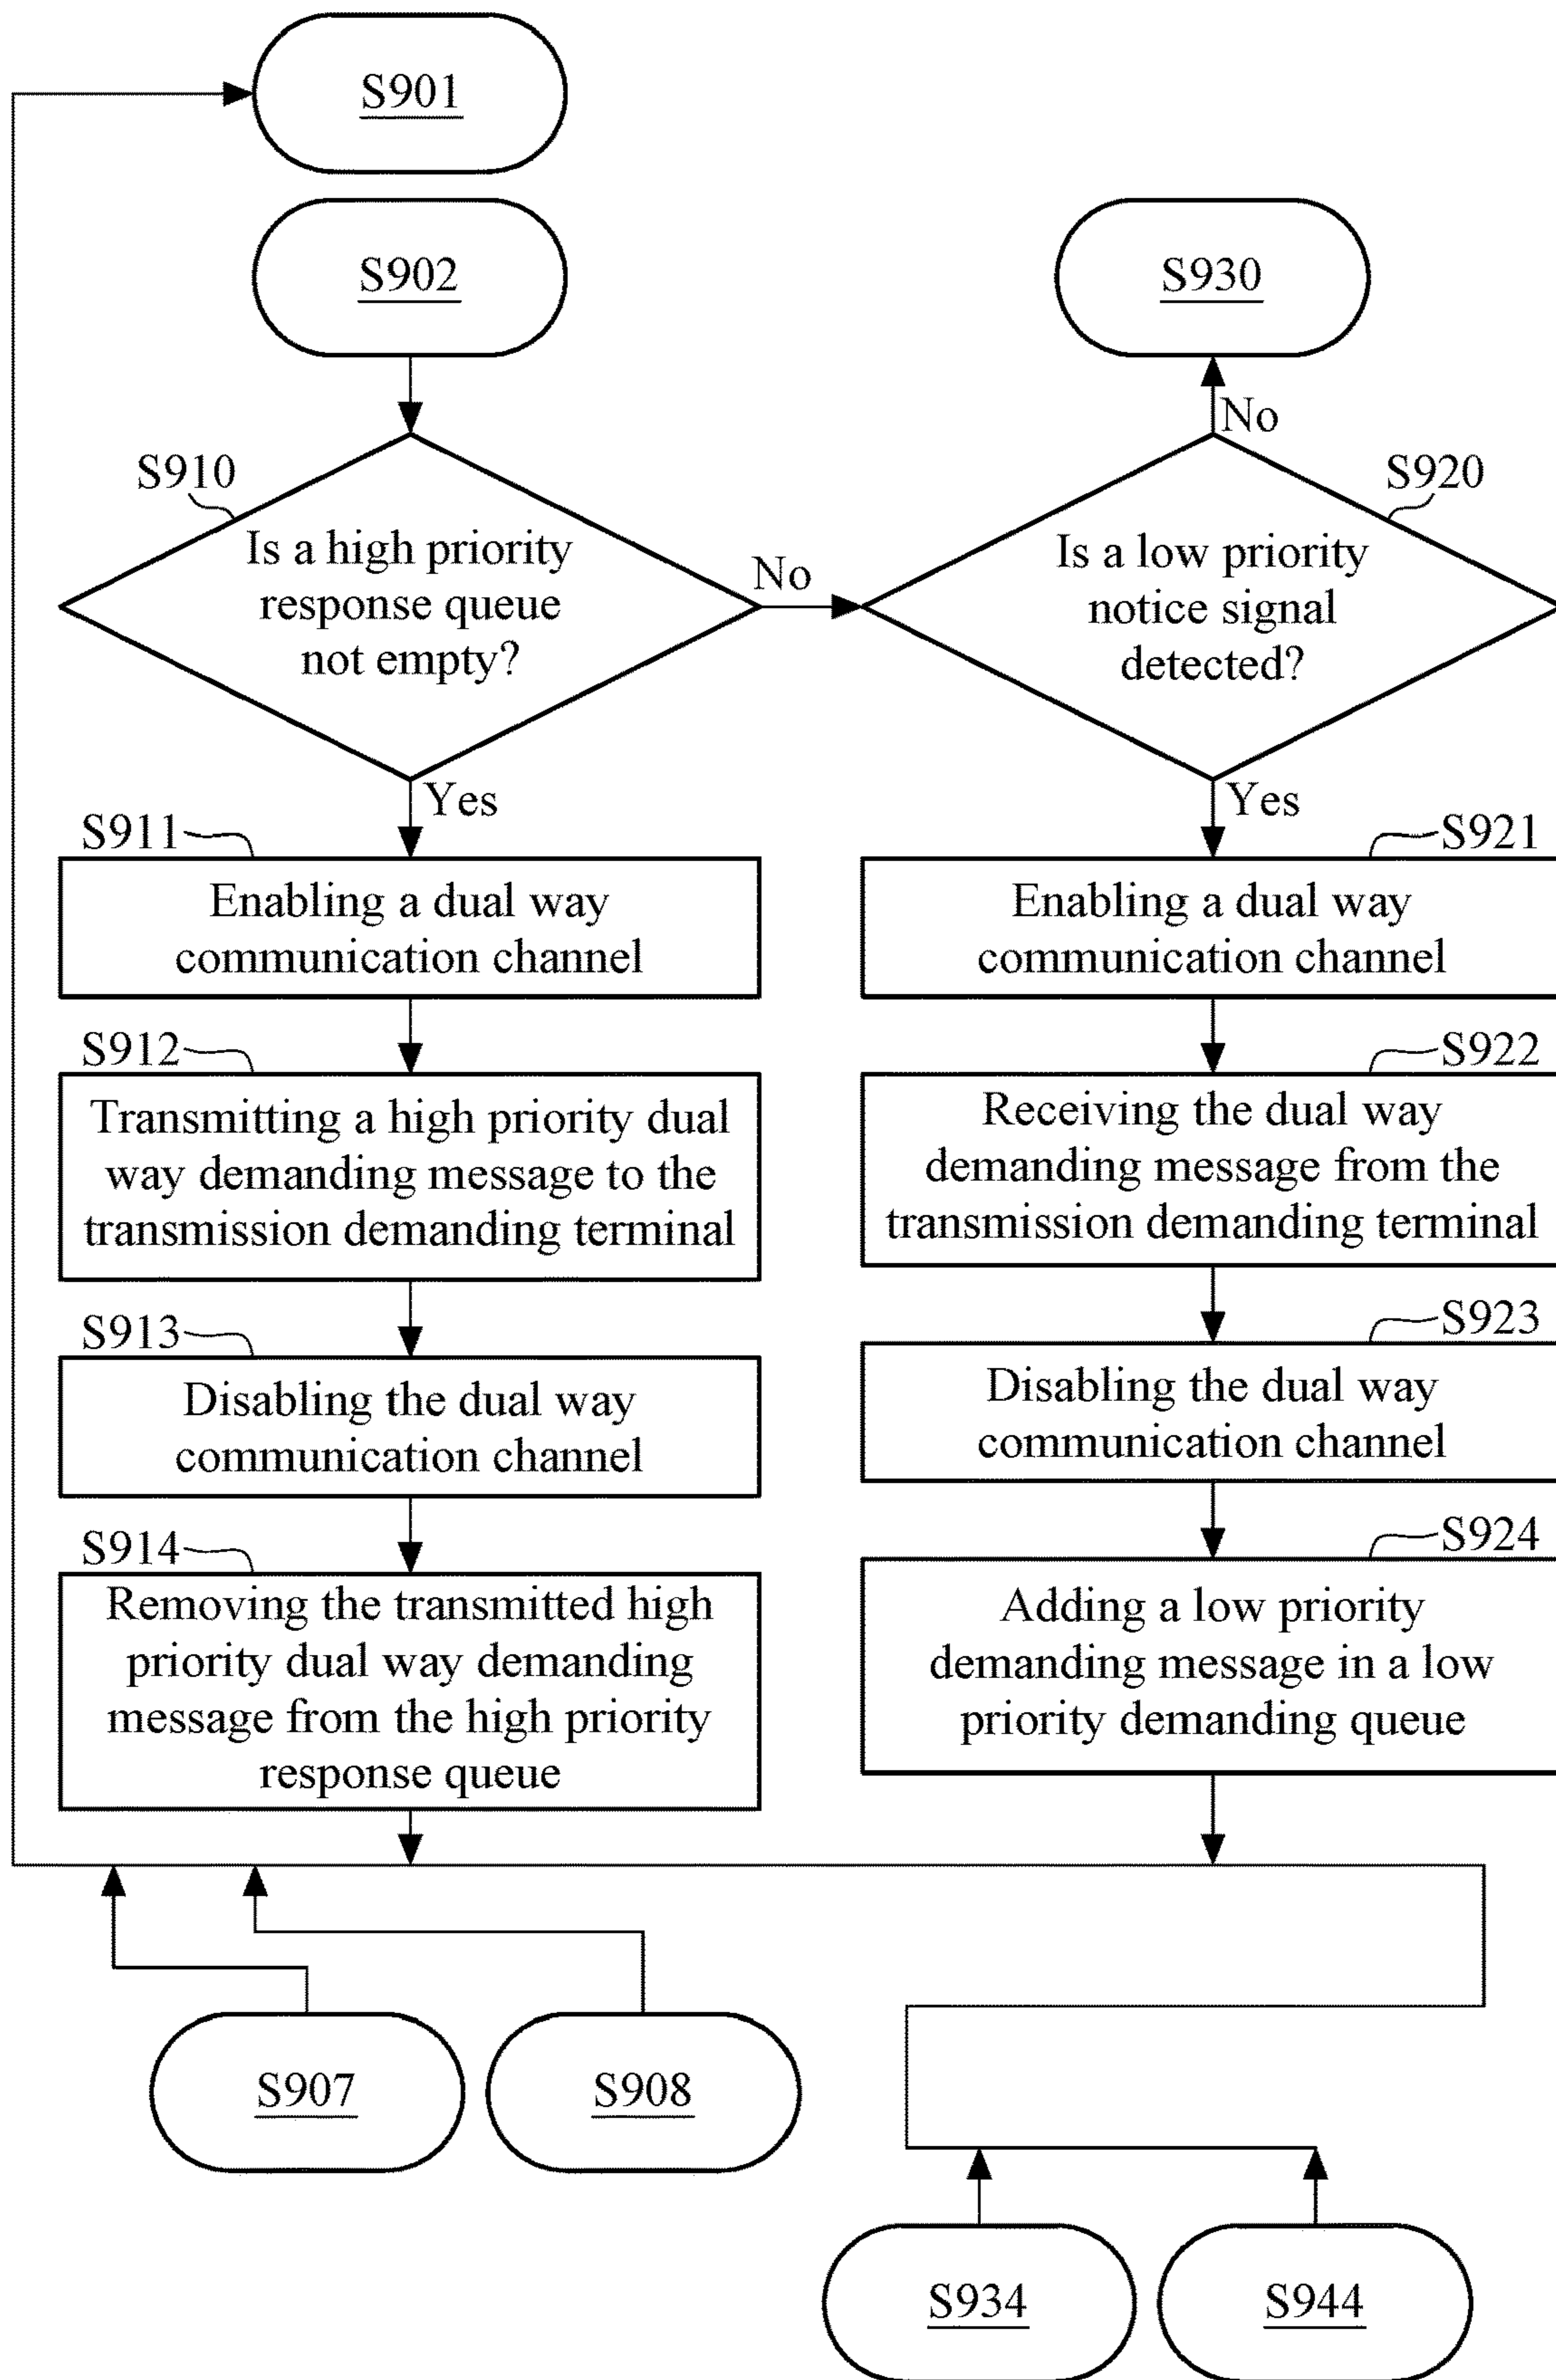 S901
S902
S930
No
S910
S920
Is a high priority
response queue
not empty?
No
Is a low priority
notice signal
detected?
Yes
Yes
S911
Enabling a dual way
communication channel
S921
Enabling a dual way
communication channel
S912
Transmitting a high priority dual
way demanding message to the
transmission demanding terminal
S922
Receiving the dual way
demanding message from the
transmission demanding terminal
S913
Disabling the dual way
communication channel
S923
Disabling the dual way
communication channel
S914
Removing the transmitted high
priority dual way demanding
message from the high priority
response queue
S924
Adding a low priority
demanding message in a low
priority demanding queue
S907
S908
S934
S944